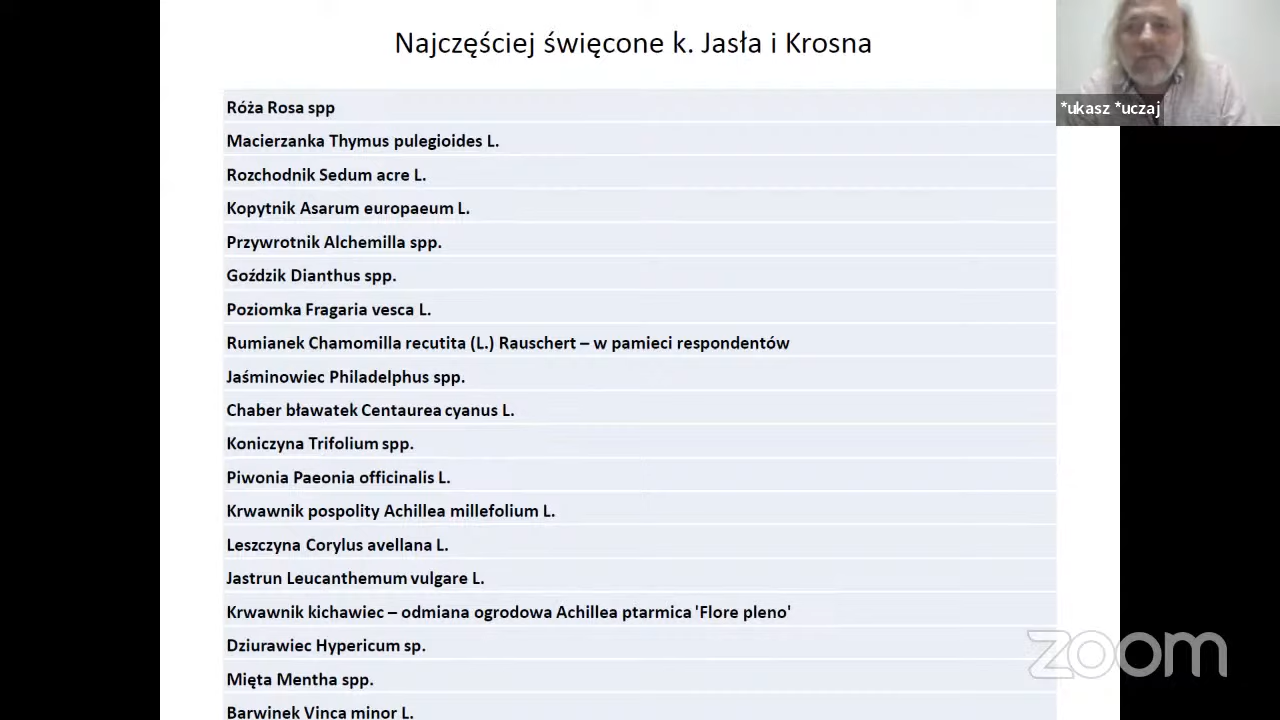 Najczęściej święcone k. Jasła i Krosna
*ukasz *uczaj
Róża Rosa spp
Macierzanka Thymus pulegioides L.
Rozchodnik Sedum acre L.
Kopytnik Asarum europaeum L.
Przywrotnik Alchemilla spp.
Goździk Dianthus spp.
Poziomka Fragaria vesca L.
Rumianek Chamomilla recutita (L.) Rauschert – w pamieci respondentów
Jaśminowiec Philadelphus spp.
Chaber bławatek Centaurea cyanus L.
Koniczyna Trifolium spp.
Piwonia Paeonia officinalis L.
Krwawnik pospolity Achillea millefolium L.
Leszczyna Corylus avellana L.
Jastrun Leucanthemum vulgare L.
Krwawnik kichawiec – odmiana ogrodowa Achillea ptarmica 'Flore pleno'
Dziurawiec Hypericum sp.
Mięta Mentha spp.
Barwinek Vinca minor L.
zoom